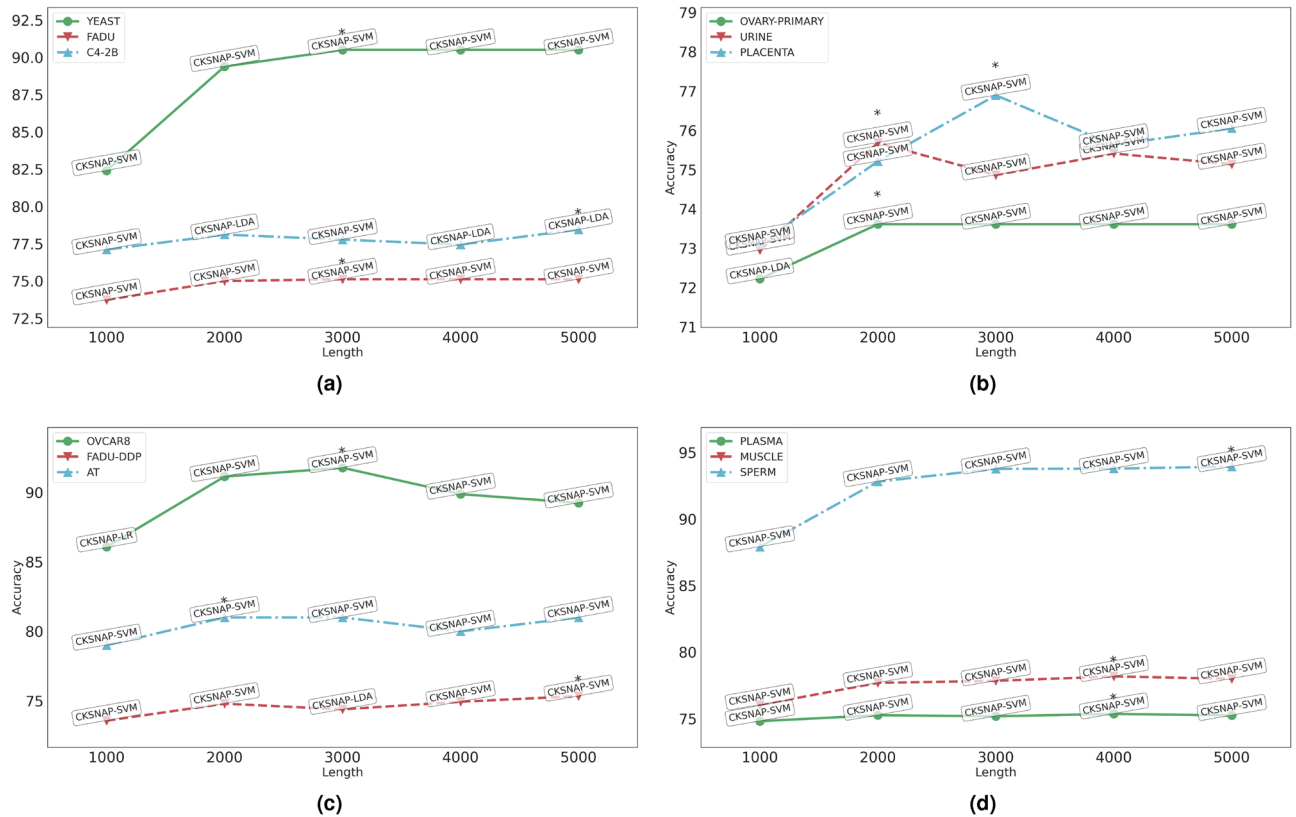 92.5
90.0
87.5
85.0
82.5
80.0
77.5
75.0
72.5
YEAST
FADU
C4-2B
CKSNAP-SVM
CKSNAP-SVM
*
CKSNAP-SVM
CKSNAP-SVM
CKSNAP-SVM
CKSNAP-SVM
CKSNAP-LDA
CKSNAP-SVM
CKSNAP-LDA
*
CKSNAP-LDA
CKSNAP-SVM
CKSNAP-SVM
*
CKSNAP-SVM
CKSNAP-SVM
CKSNAP-SVM
1000 2000 3000 4000 5000
Length
(a)
79
78
77
76
75
74
73
72
71
Accuracy
OVARY-PRIMARY
URINE
PLACENTA
*
CKSNAP-SVM
*
CKSNAP-SVM
CKSNAP-SVM
CKSNAP-SVM
CKSNAP-SVM
CKSNAP-SVM
CKSNAP-SVM
CKSNAP-SVM
CKSNAP-SVM
CKSNAP-SVM
CKSNAP-SVM
CKSNAP-LDA
*
CKSNAP-SVM
CKSNAP-SVM
CKSNAP-SVM
CKSNAP-SVM
1000 2000 3000 4000 5000
Length
(b)
90
85
80
75
Accuracy
OVCAR8
FADU-DDP
AT
CKSNAP-LR
CKSNAP-SVM
*
CKSNAP-SVM
CKSNAP-SVM
CKSNAP-SVM
CKSNAP-SVM
*
CKSNAP-SVM
CKSNAP-SVM
CKSNAP-SVM
CKSNAP-SVM
CKSNAP-SVM
CKSNAP-SVM
CKSNAP-LDA
CKSNAP-SVM
*
CKSNAP-SVM
1000 2000 3000 4000 5000
Length
(c)
95
90
85
80
75
Accuracy
PLASMA
MUSCLE
SPERM
CKSNAP-SVM
CKSNAP-SVM
CKSNAP-SVM
CKSNAP-SVM
*
CKSNAP-SVM
CKSNAP-SVM
CKSNAP-SVM
CKSNAP-SVM
*
CKSNAP-SVM
CKSNAP-SVM
CKSNAP-SVM
CKSNAP-SVM
CKSNAP-SVM
*
CKSNAP-SVM
CKSNAP-SVM
1000 2000 3000 4000 5000
Length
(d)